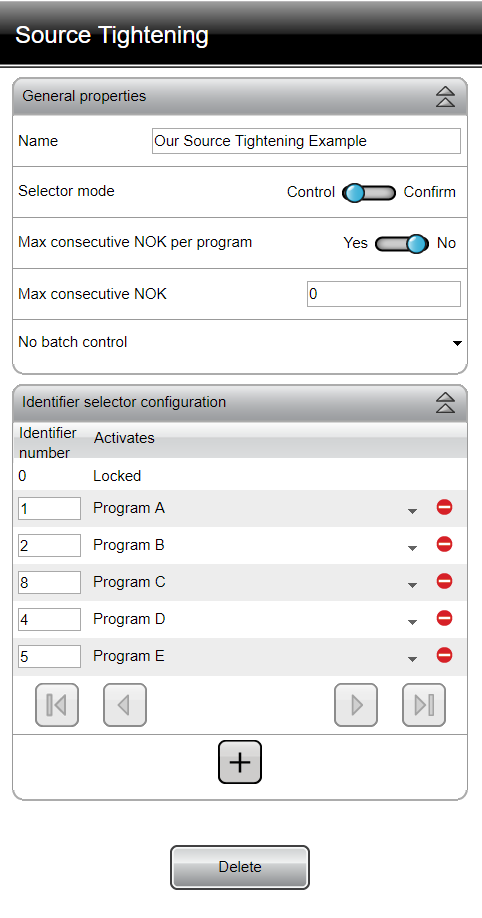 Source Tightening
General properties
Name Our Source Tightening Example
Selector mode Control Confirm
Max consecutive NOK per program Yes No
Max consecutive NOK 0
No batch control
Identifier selector configuration
Identifier number Activates
0 Locked
1 Program A
2 Program B
8 Program C
4 Program D
5 Program E
Delete